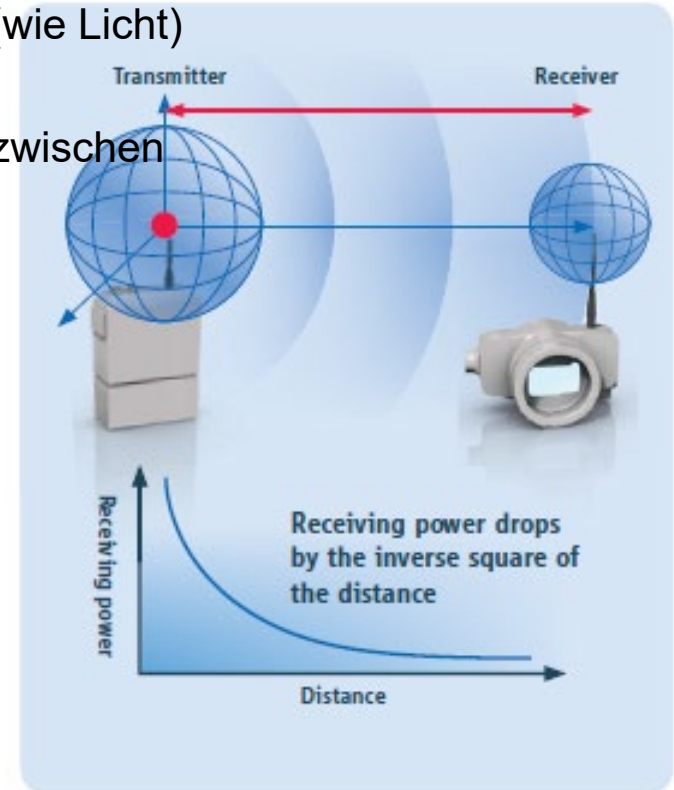 wie Licht)
Transmitter
Receiver
zwischen
Receiving power
Receiving power drops
by the inverse square of
the distance
Distance